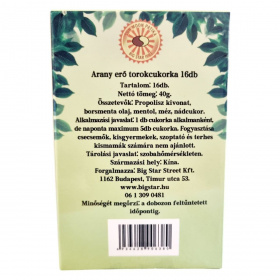 Arany erő torokcukorka 16db
Tartalom: 16db.
Nettó tömeg: 40g.
Összetevők: Propolisz kivonat,
borsmenta olaj, mentol, méz, nádcukor.
Alkalmazási javaslat: 1 db cukorka alkalmanként,
de naponta maximum 5db cukorka. Fogyasztása
csecsemők, kisgyermekek, szoptató és terhes
kismamák számára nem ajánlott.
Tárolási javaslat: szobahőmérsékleten.
Származási hely: Kína.
Forgalmazza: Big Star Street Kft.
1162 Budapest, Timur utca 53.
www.bigstar.hu
06 1 309 0481
Minőségét megőrzi: a dobozon feltüntetett
időpontig.